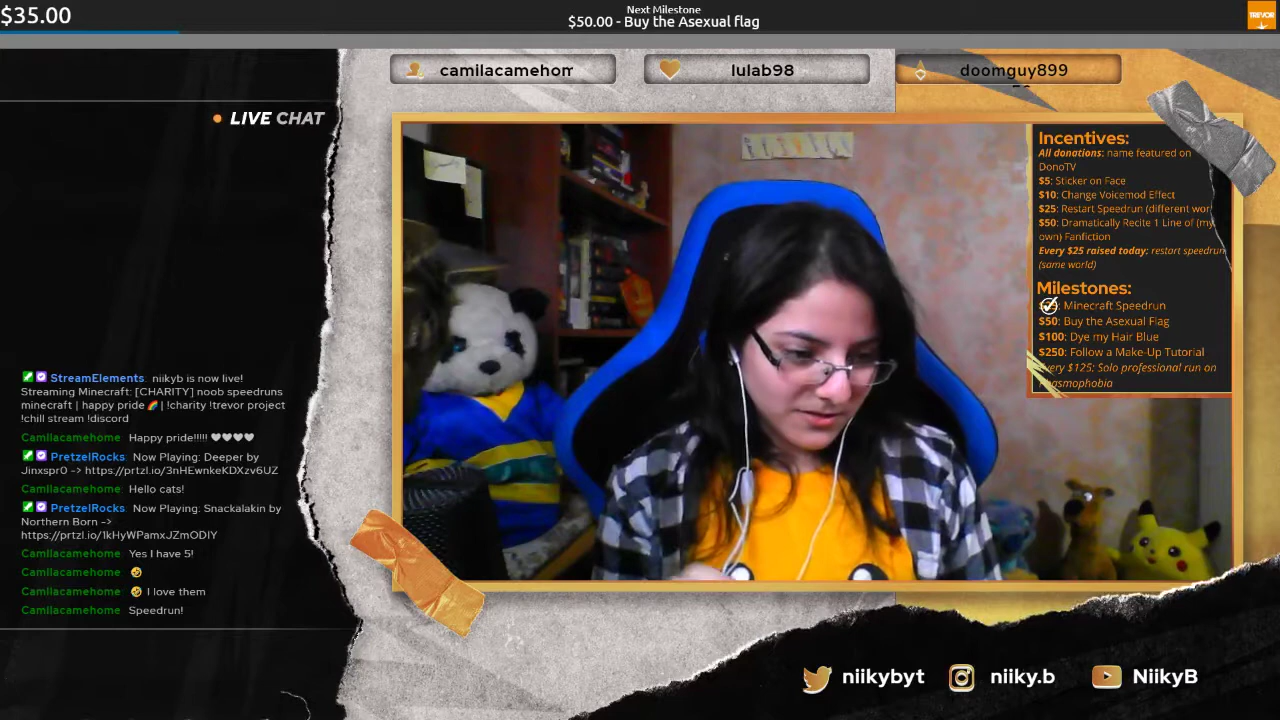 $35.00
Next Milestone
$50.00 - Buy the Asexual flag
TREVOR
camilacamehom
lulab98
doomguy899
LIVE CHAT
StreamElements: niikyb is now live!
Streaming Minecraft: [CHARITY] noob speedruns
minecraft | happy pride🌈 | !charity !trevor project
!chill stream !discord
Camilacamehome: Happy pride!!!!! 🤍🤍🤍🤍
PretzelRocks: Now Playing: Deeper by
Jinxspr0 -> https://prtzl.io/3nHEwnkeKDXzv6UZ
Camilacamehome: Hello cats!
PretzelRocks: Now Playing: Snackalakin by
Northern Born ->
https://prtzl.io/1kHyWPamxJZmODlY
Camilacamehome: Yes I have 5!
Camilacamehome: 🤣
Camilacamehome: 🤣 I love them
Camilacamehome: Speedrun!
Incentives:
All donations: name featured on
DonoTV
$5: Sticker on Face
$10: Change Voicemod Effect
$25: Restart Speedrun (different wor
$50: Dramatically Recite 1 Line of (my
own) Fanfiction
Every $25 raised today: restart speedrun
(same world)
Milestones:
: Minecraft Speedrun
$50: Buy the Asexual Flag
$100: Dye my Hair Blue
$250: Follow a Make-Up Tutorial
Every $125: Solo professional run on
Phasmophobia
niikybyt
niiky.b
NiikyB